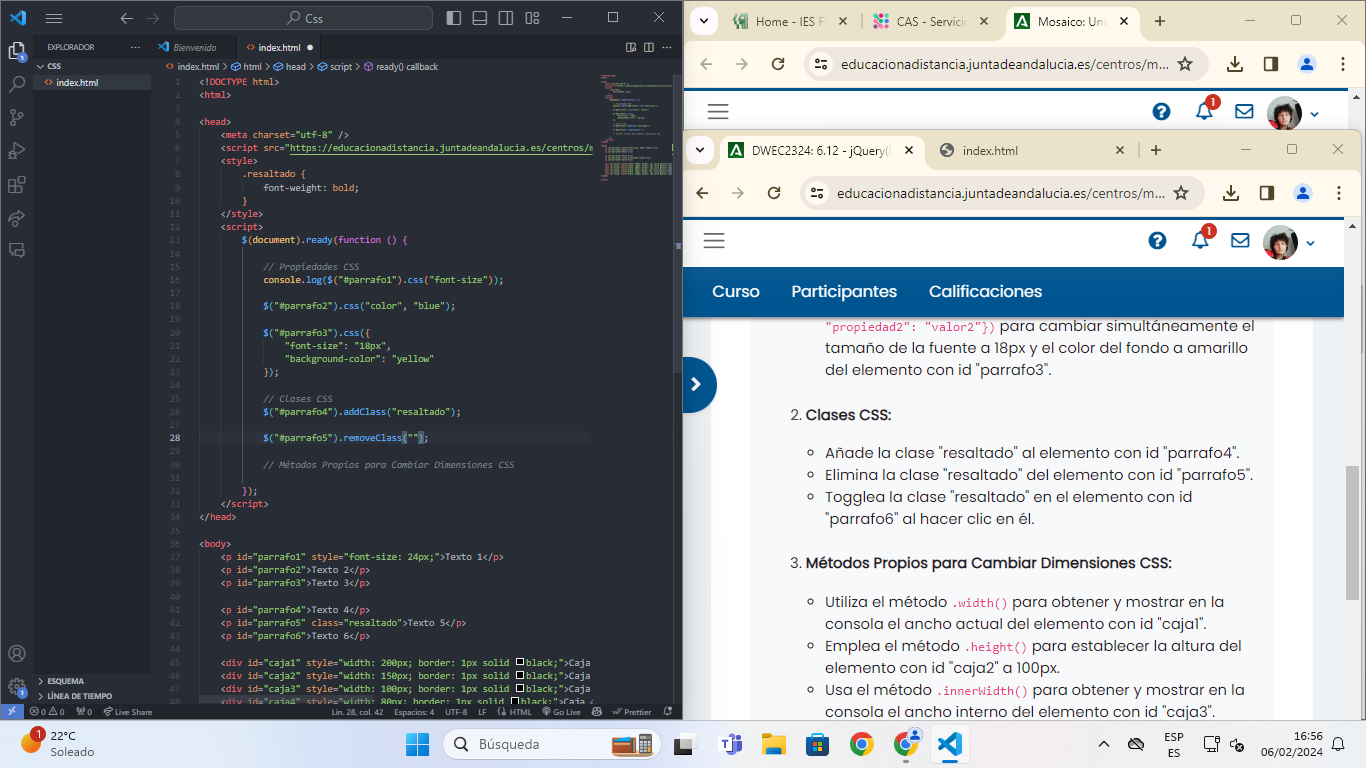 Css
EXPLORADOR
Bienvenido
index.html
CSS
index.html
index.html > html > head > script > ready() callback
1 <!DOCTYPE html>
2 <html>
3
4 <head>
5 <meta charset="utf-8" />
6 <script src="https://educacionadistancia.juntadeandalucia.es/centros/m
7 <style>
8 .resaltado {
9 font-weight: bold;
10 }
11 </style>
12 <script>
13 $(document).ready(function () {
14
15 // Propiedades CSS
16 console.log($("#parrafo1").css("font-size"));
17
18 $("#parrafo2").css("color", "blue");
19
20 $("#parrafo3").css({
21 "font-size": "18px",
22 "background-color": "yellow"
23 });
24
25 // Clases CSS
26 $("#parrafo4").addClass("resaltado");
27
28 $("#parrafo5").removeClass("");
29
30 // Métodos Propios para Cambiar Dimensiones CSS
31
32 });
33 </script>
34 </head>
35
36 <body>
37 <p id="parrafo1" style="font-size: 24px;">Texto 1</p>
38 <p id="parrafo2">Texto 2</p>
39 <p id="parrafo3">Texto 3</p>
40
41 <p id="parrafo4">Texto 4</p>
42 <p id="parrafo5" class="resaltado">Texto 5</p>
43 <p id="parrafo6">Texto 6</p>
44
45 <div id="caja1" style="width: 200px; border: 1px solid black;">Caja
46 <div id="caja2" style="width: 150px; border: 1px solid black;">Caja
47 <div id="caja3" style="width: 100px; border: 1px solid black;">Caja
48 <div id="caja4" style="width: 80px; border: 1px solid black;">Caja
ESQUEMA
LÍNEA DE TIEMPO
0 0 0 Live Share Lín. 28, col. 42 Espacios: 4 UTF-8 LF HTML Go Live Prettier
Home - IES F
CAS - Servici
Mosaico: Uni
educacionadistancia.juntadeandalucia.es/centros/m...
1
DWEC2324: 6.12 - jQuery(
index.html
educacionadistancia.juntadeandalucia.es/centros/m...
1
Curso Participantes Calificaciones
"propiedad2": "valor2"}) para cambiar simultáneamente el
tamaño de la fuente a 18px y el color del fondo a amarillo
del elemento con id "parrafo3".
2. Clases CSS:
Añade la clase "resaltado" al elemento con id "parrafo4".
Elimina la clase "resaltado" del elemento con id "parrafo5".
Togglea la clase "resaltado" en el elemento con id
"parrafo6" al hacer clic en él.
3. Métodos Propios para Cambiar Dimensiones CSS:
Utiliza el método .width() para obtener y mostrar en la
consola el ancho actual del elemento con id "caja1".
Emplea el método .height() para establecer la altura del
elemento con id "caja2" a 100px.
Usa el método .innerWidth() para obtener y mostrar en la
consola el ancho interno del elemento con id "caja3".
1
22°C
Soleado
Búsqueda
ESP
ES
16:56
06/02/2024